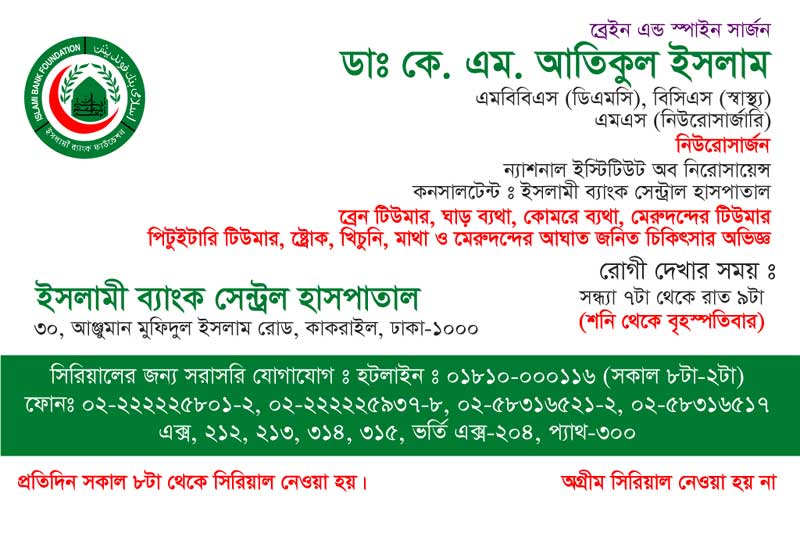 ব্রেইন এন্ড স্পাইন সার্জন
ডাঃ কে. এম. আতিকুল ইসলাম
এমবিবিএস (ডিএমসি), বিসিএস (স্বাস্থ্য)
এমএস (নিউরোসার্জারি)
নিউরোসার্জন
ন্যাশনাল ইস্টিটিউট অব নিরোসায়েন্স
কনসালটেন্ট ঃ ইসলামী ব্যাংক সেন্ট্রাল হাসপাতাল
ব্রেন টিউমার, ঘাড় ব্যথা, কোমরে ব্যথা, মেরুদন্দের টিউমার
পিটুইটারি টিউমার, ষ্ট্রোক, খিচুনি, মাথা ও মেরুদন্দের আঘাত জনিত চিকিৎসার অভিজ্ঞ
ISLAMI BANK FOUNDATION
ইসলামী ব্যাংক ফাউন্ডেশন
রোগী দেখার সময় ঃ
সন্ধ্যা ৭টা থেকে রাত ৯টা
(শনি থেকে বৃহস্পতিবার)
ইসলামী ব্যাংক সেন্ট্রল হাসপাতাল
৩০, আঞ্জুমান মুফিদুল ইসলাম রোড, কাকরাইল, ঢাকা-১০০০
সিরিয়ালের জন্য সরাসরি যোগাযোগ ঃ হটলাইন ঃ ০১৮১০-০০০১১৬ (সকাল ৮টা-২টা)
ফোনঃ ০২-২২২২২৫৮০১-২, ০২-২২২২২৫৯৩৭-৮, ০২-৫৮৩১৬৫২১-২, ০২-৫৮৩১৬৫১৭
এক্স, ২১২, ২১৩, ৩১৪, ৩১৫, ভর্তি এক্স-২০৪, প্যাথ-৩০০
প্রতিদিন সকাল ৮টা থেকে সিরিয়াল নেওয়া হয়।
অগ্রীম সিরিয়াল নেওয়া হয় না